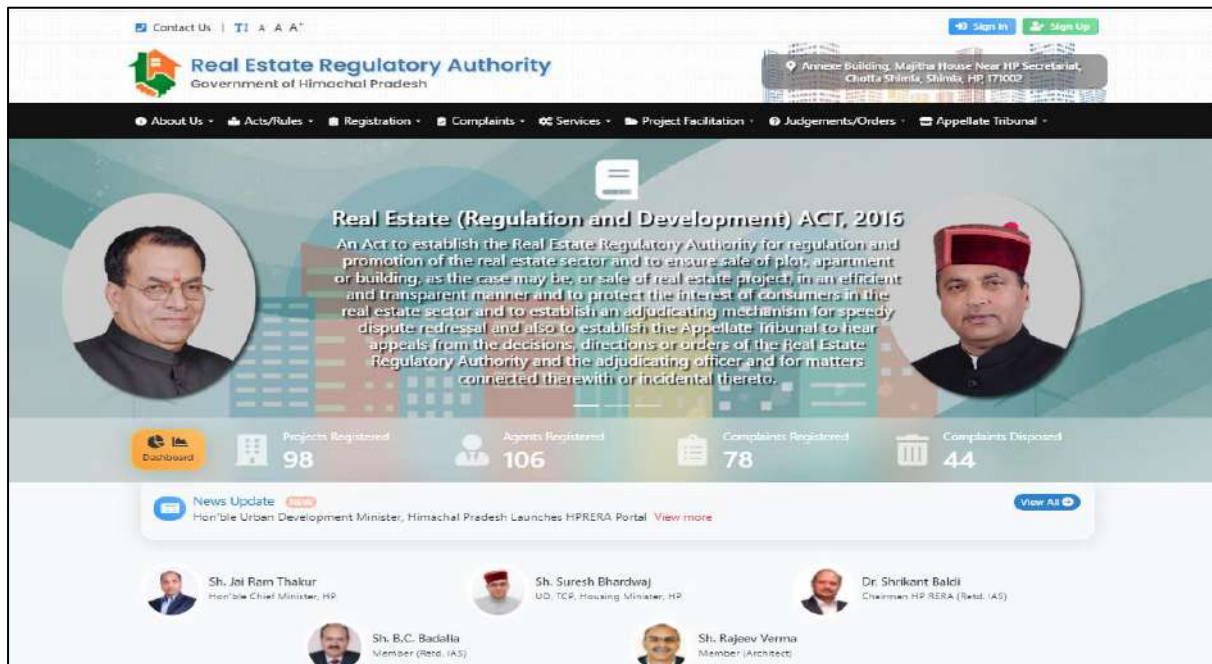 Contact Us | TI A A A+
Sign In Sign Up
Real Estate Regulatory Authority
Government of Himachal Pradesh
Annexe Building, Majitha House Near HP Secretariat,
Chotta Shimla, Shimla, HP 171002
About Us Acts/Rules Registration Complaints Services Project Facilitation Judgements/Orders Appellate Tribunal
Real Estate (Regulation and Development) ACT, 2016
An Act to establish the Real Estate Regulatory Authority for regulation and
promotion of the real estate sector and to ensure sale of plot, apartment
or building, as the case may be, or sale of real estate project, in an efficient
and transparent manner and to protect the interest of consumers in the
real estate sector and to establish an adjudicating mechanism for speedy
dispute redressal and also to establish the Appellate Tribunal to hear
appeals from the decisions, directions or orders of the Real Estate
Regulatory Authority and the adjudicating officer and for matters
connected therewith or incidental thereto.
Dashboard
Projects Registered
98
Agents Registered
106
Complaints Registered
78
Complaints Disposed
44
News Update New
View All
Hon'ble Urban Development Minister, Himachal Pradesh Launches HPRERA Portal View more
Sh. Jai Ram Thakur
Hon'ble Chief Minister, HP
Sh. Suresh Bhardwaj
UD, TCP, Housing Minister, HP
Dr. Shrikant Baldi
Chairman HP RERA (Retd. IAS)
Sh. B.C. Badalia
Member (Retd. IAS)
Sh. Rajeev Verma
Member (Architect)